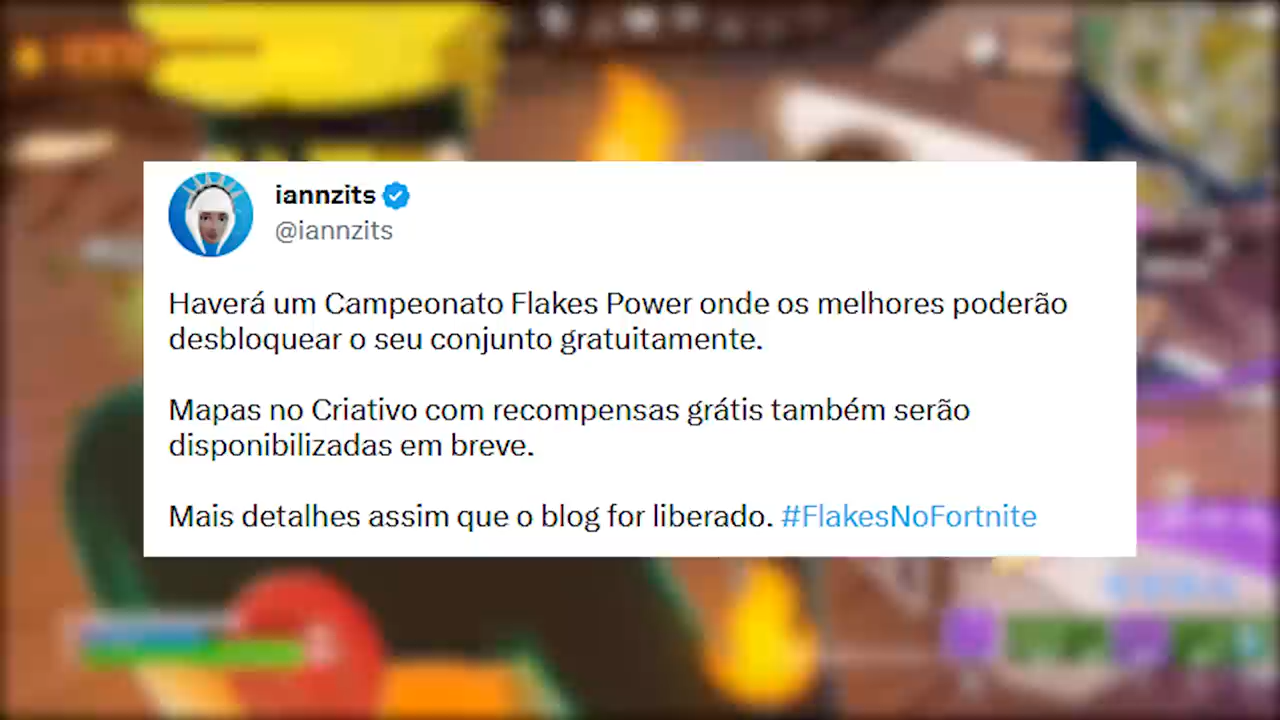 iannzits
@iannzits
Haverá um Campeonato Flakes Power onde os melhores poderão
desbloquear o seu conjunto gratuitamente.
Mapas no Criativo com recompensas grátis também serão
disponibilizadas em breve.
Mais detalhes assim que o blog for liberado. #FlakesNoFortnite